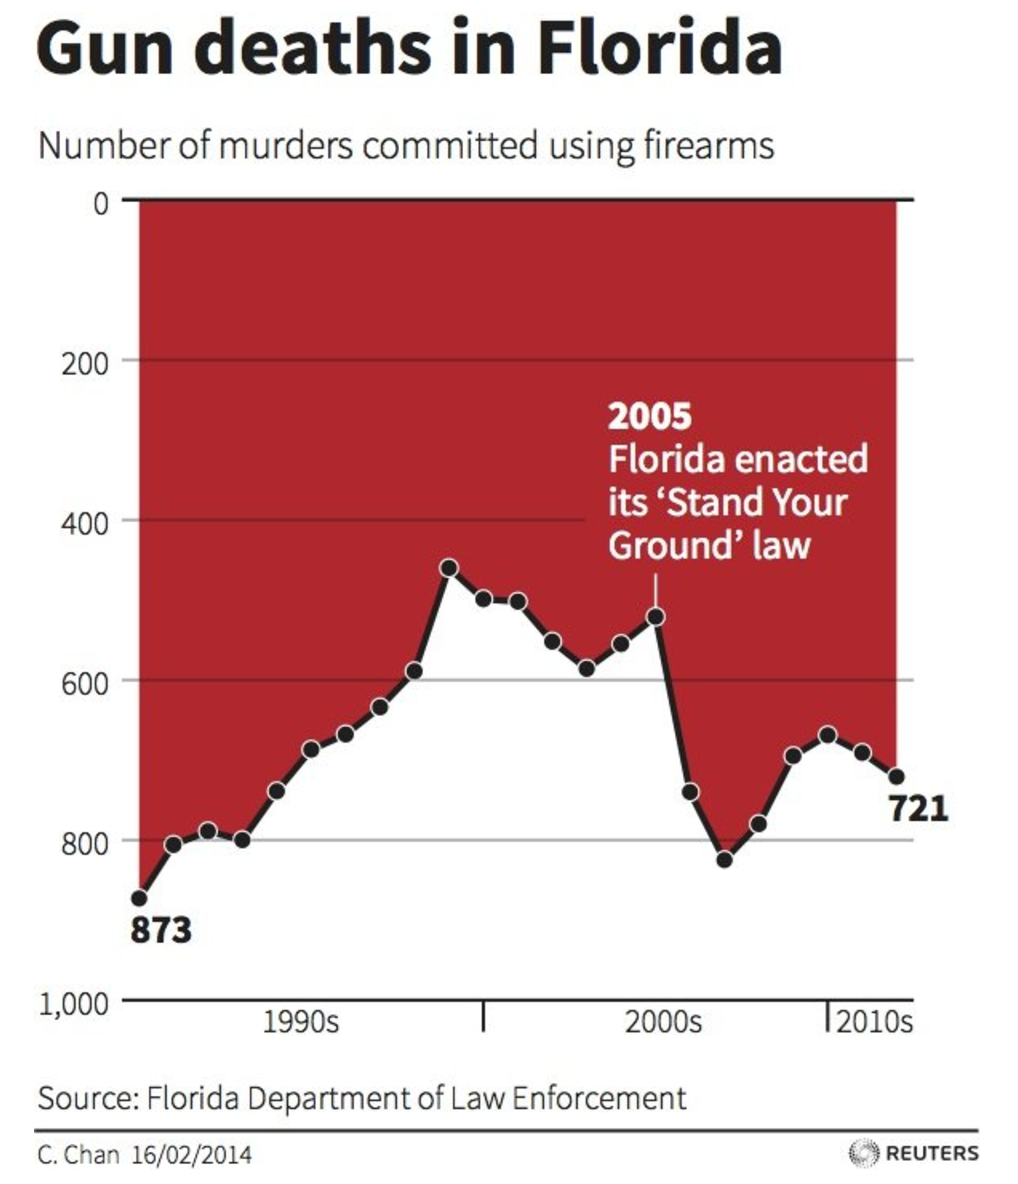 Gun deaths in Florida
Number of murders committed using firearms
0
200
400
600
800
1,000
2005
Florida enacted
its ‘Stand Your
Ground’ law
873
721
1990s
2000s
2010s
Source: Florida Department of Law Enforcement
C. Chan 16/02/2014
REUTERS